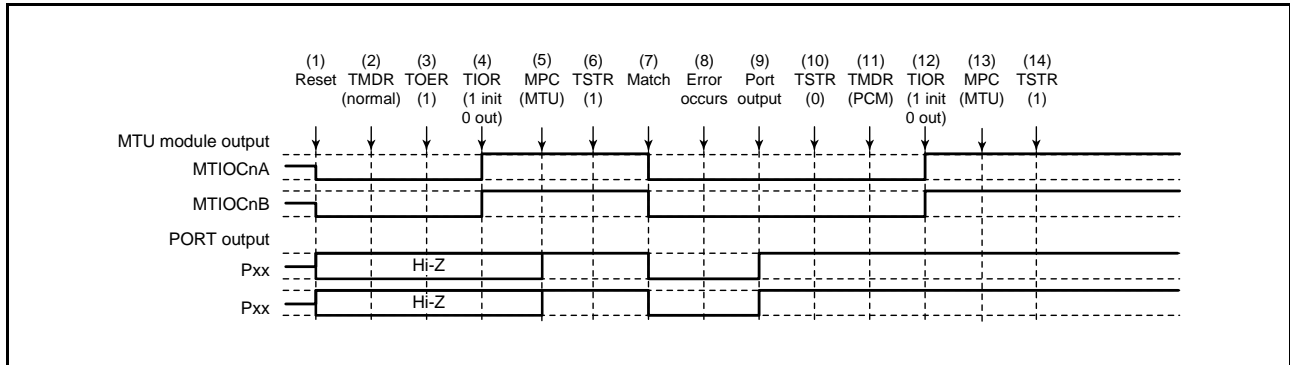 (1) (2) (3) (4) (5) (6) (7) (8) (9) (10) (11) (12) (13) (14)
Reset TMDR TOER TIOR MPC TSTR Match Error Port TSTR TMDR TIOR MPC TSTR
(normal) (1) (1 init (MTU) (1) occurs output (0) (PCM) (1 init (MTU) (1)
0 out) 0 out)
MTU module output
MTIOCnA
MTIOCnB
PORT output
Pxx Hi-Z
Pxx Hi-Z